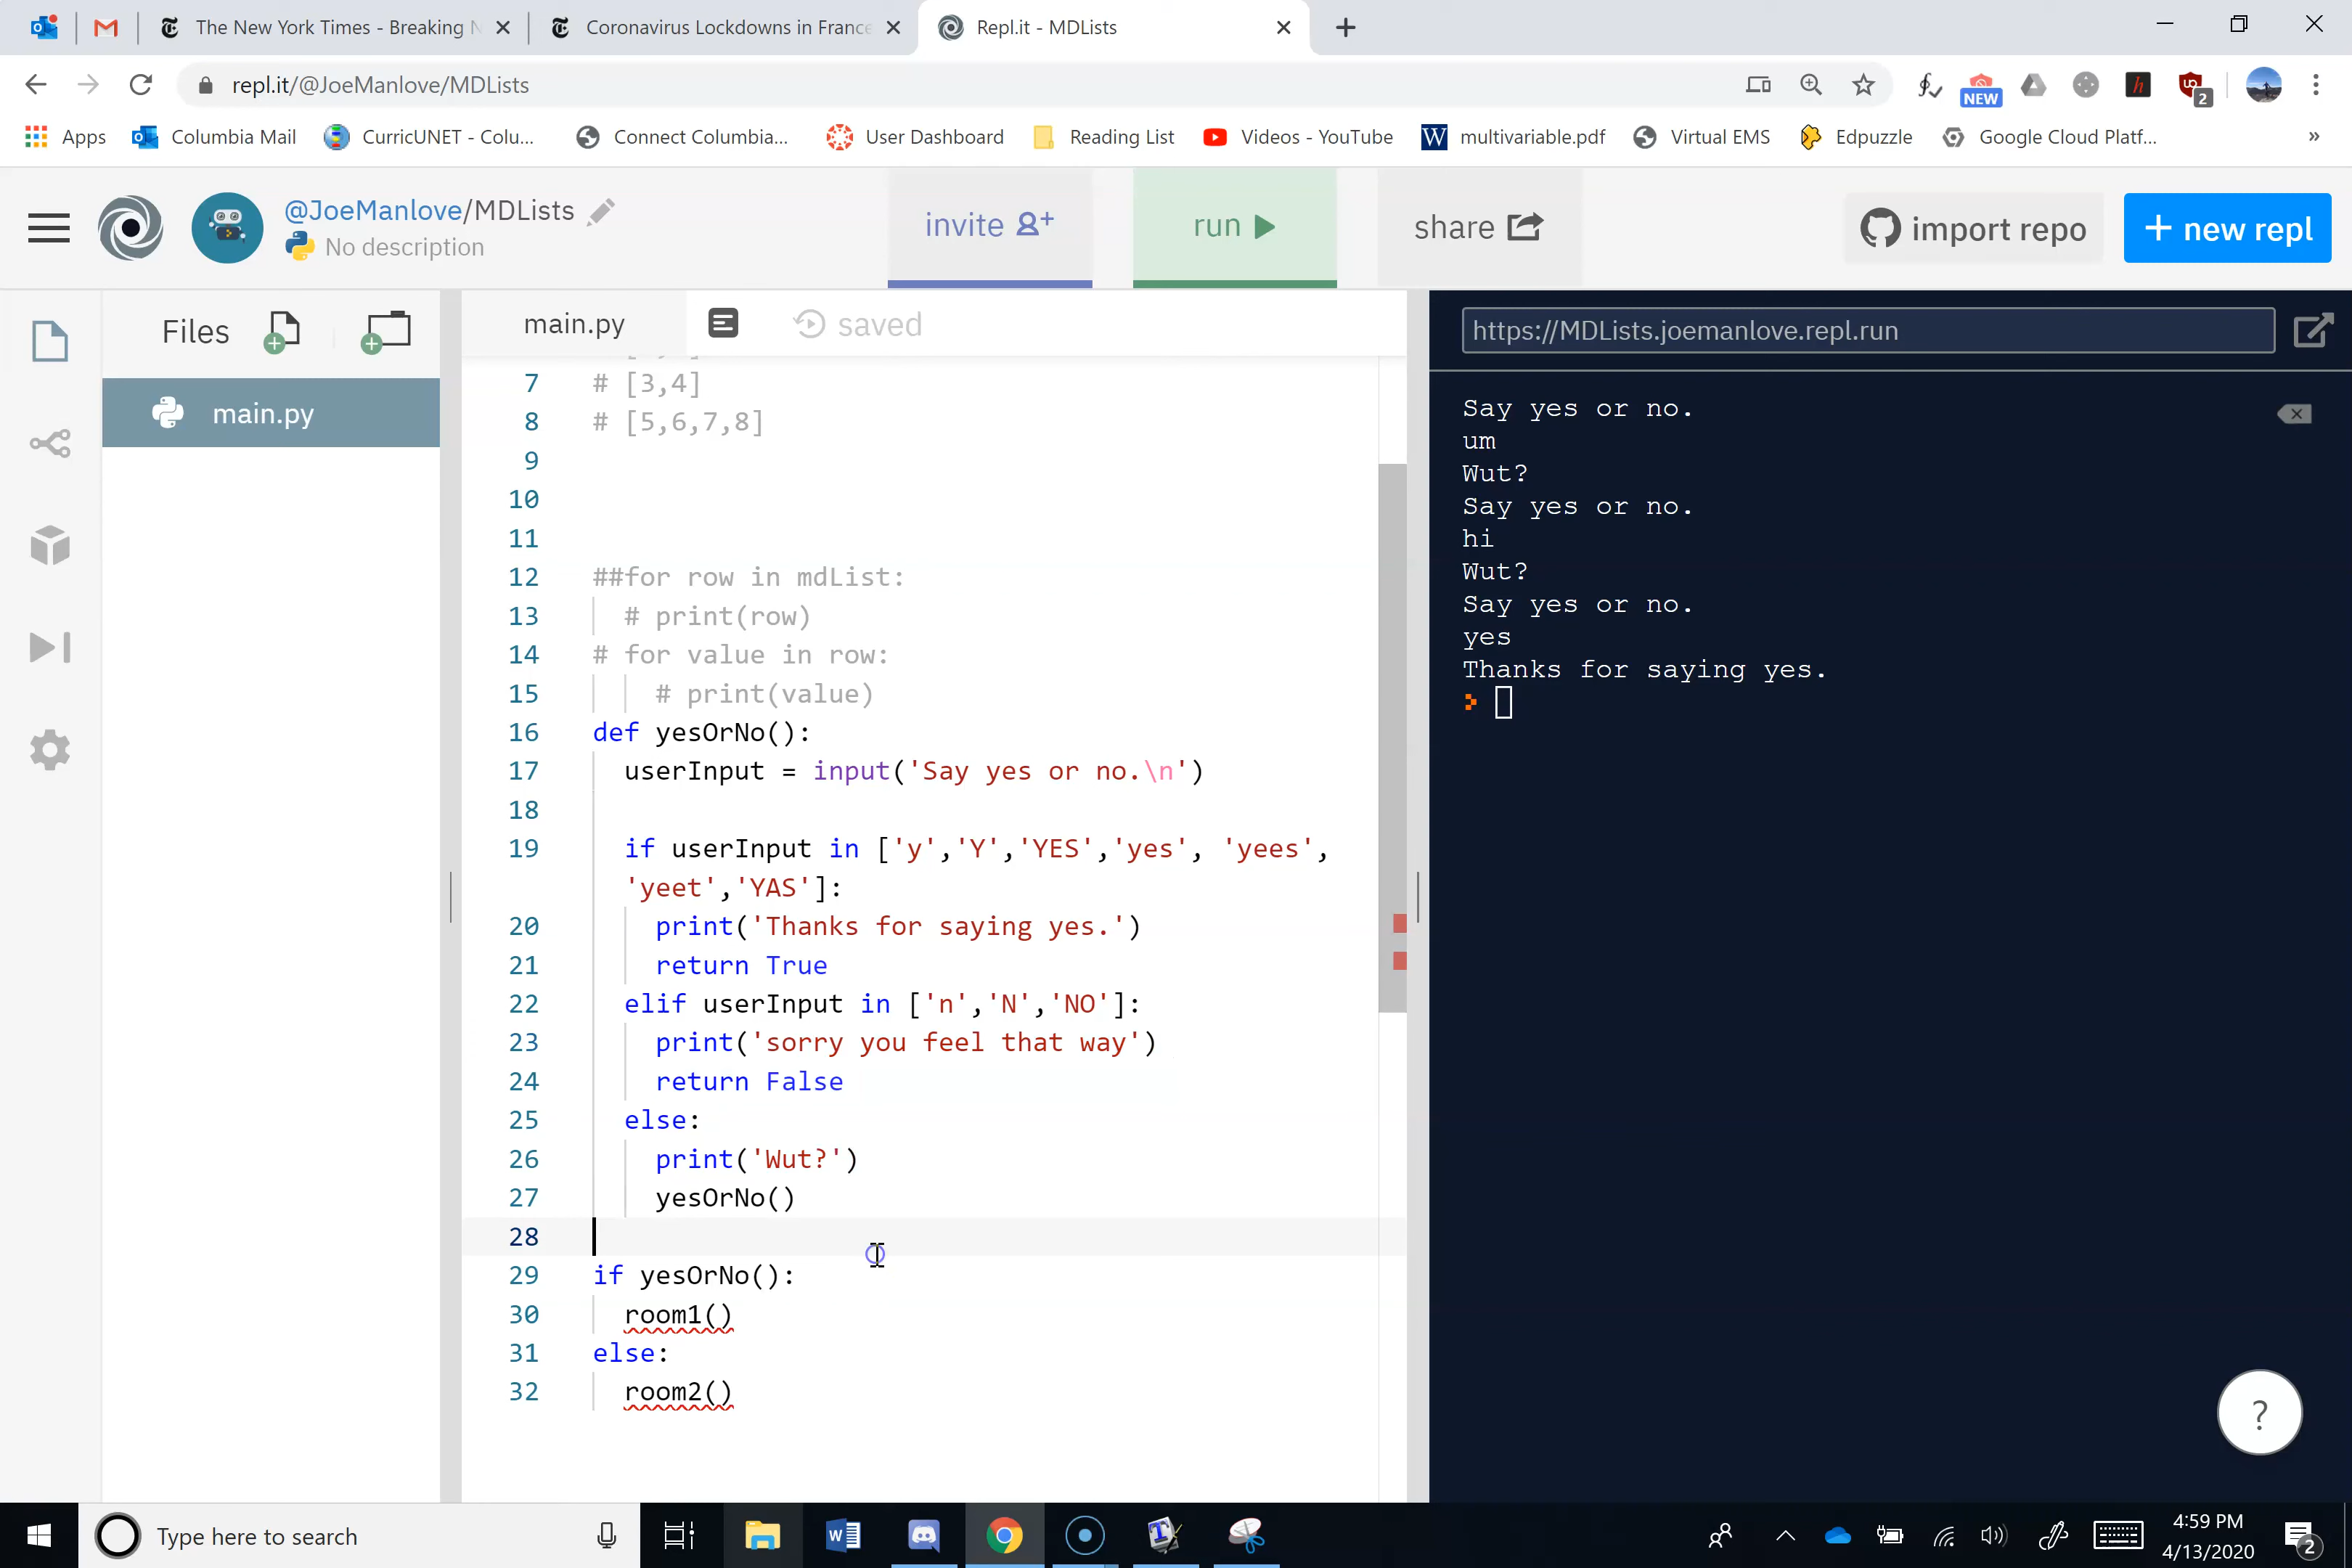 The New York Times - Breaking N
Coronavirus Lockdowns in France
Repl.it - MDLists
repl.it/@JoeManlove/MDLists
NEW
2
Apps
Columbia Mail
CurricUNET - Colu...
Connect Columbia...
User Dashboard
Reading List
Videos - YouTube
multivariable.pdf
Virtual EMS
Edpuzzle
Google Cloud Platf...
»
@JoeManlove/MDLists
No description
invite
run
share
import repo
+ new repl
Files
main.py
main.py
saved
https://MDLists.joemanlove.repl.run
7 # [3,4]
8 # [5,6,7,8]
9
10
11
12 ##for row in mdList:
13 # print(row)
14 # for value in row:
15 # print(value)
16 def yesOrNo():
17 userInput = input('Say yes or no.\n')
18
19 if userInput in ['y','Y','YES','yes', 'yees',
'yeet','YAS']:
20 print('Thanks for saying yes.')
21 return True
22 elif userInput in ['n','N','NO']:
23 print('sorry you feel that way')
24 return False
25 else:
26 print('Wut?')
27 yesOrNo()
28
29 if yesOrNo():
30 room1()
31 else:
32 room2()
Say yes or no.
um
Wut?
Say yes or no.
hi
Wut?
Say yes or no.
yes
Thanks for saying yes.
?
Type here to search
4:59 PM
4/13/2020
2